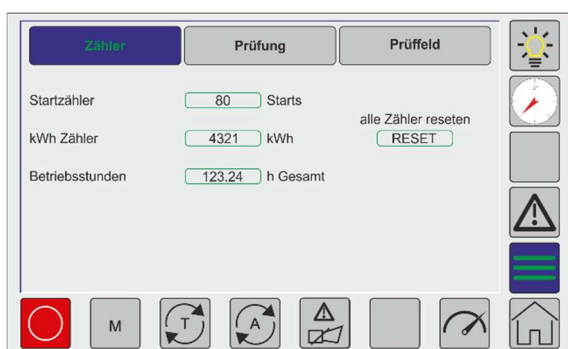 Zähler Prüfung Prüffeld
Startzähler 80 Starts
alle Zähler reseten
kWh Zähler 4321 kWh RESET
Betriebsstunden 123.24 h Gesamt
M T A